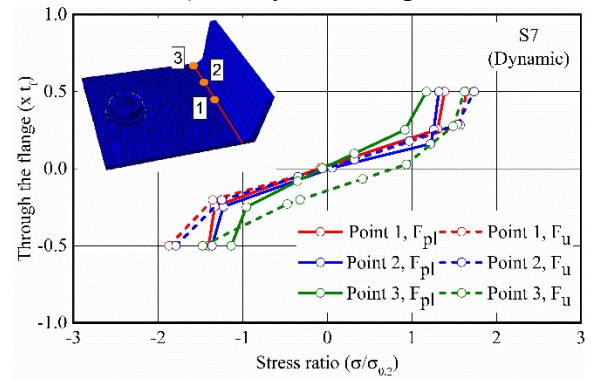 S7
(Dynamic)
3
2
1
Through the flange (x t_f)
1.0
0.5
0.0
-0.5
-1.0
Point 1, F_pl
Point 1, F_u
Point 2, F_pl
Point 2, F_u
Point 3, F_pl
Point 3, F_u
-3
-2
-1
0
1
2
3
Stress ratio (σ/σ_0.2)